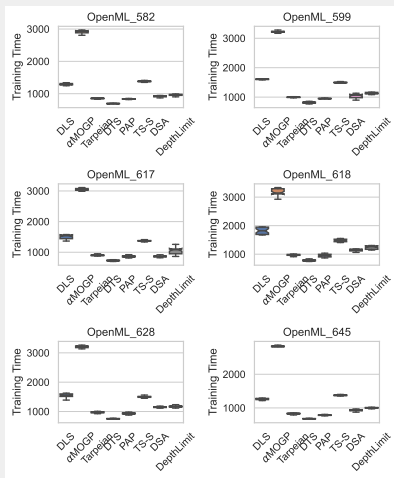 OpenML_582
OpenML_599
Training Time
3000
2000
1000
DLS
αMOGP
Tarpeian
DTS
PAP
TS-S
DSA
DepthLimit
Training Time
3000
2000
1000
DLS
αMOGP
Tarpeian
DTS
PAP
TS-S
DSA
DepthLimit
OpenML_617
OpenML_618
Training Time
3000
2000
1000
DLS
αMOGP
Tarpeian
DTS
PAP
TS-S
DSA
DepthLimit
Training Time
3000
2000
1000
DLS
αMOGP
Tarpeian
DTS
PAP
TS-S
DSA
DepthLimit
OpenML_628
OpenML_645
Training Time
3000
2000
1000
DLS
αMOGP
Tarpeian
DTS
PAP
TS-S
DSA
DepthLimit
Training Time
2000
1000
DLS
αMOGP
Tarpeian
DTS
PAP
TS-S
DSA
DepthLimit